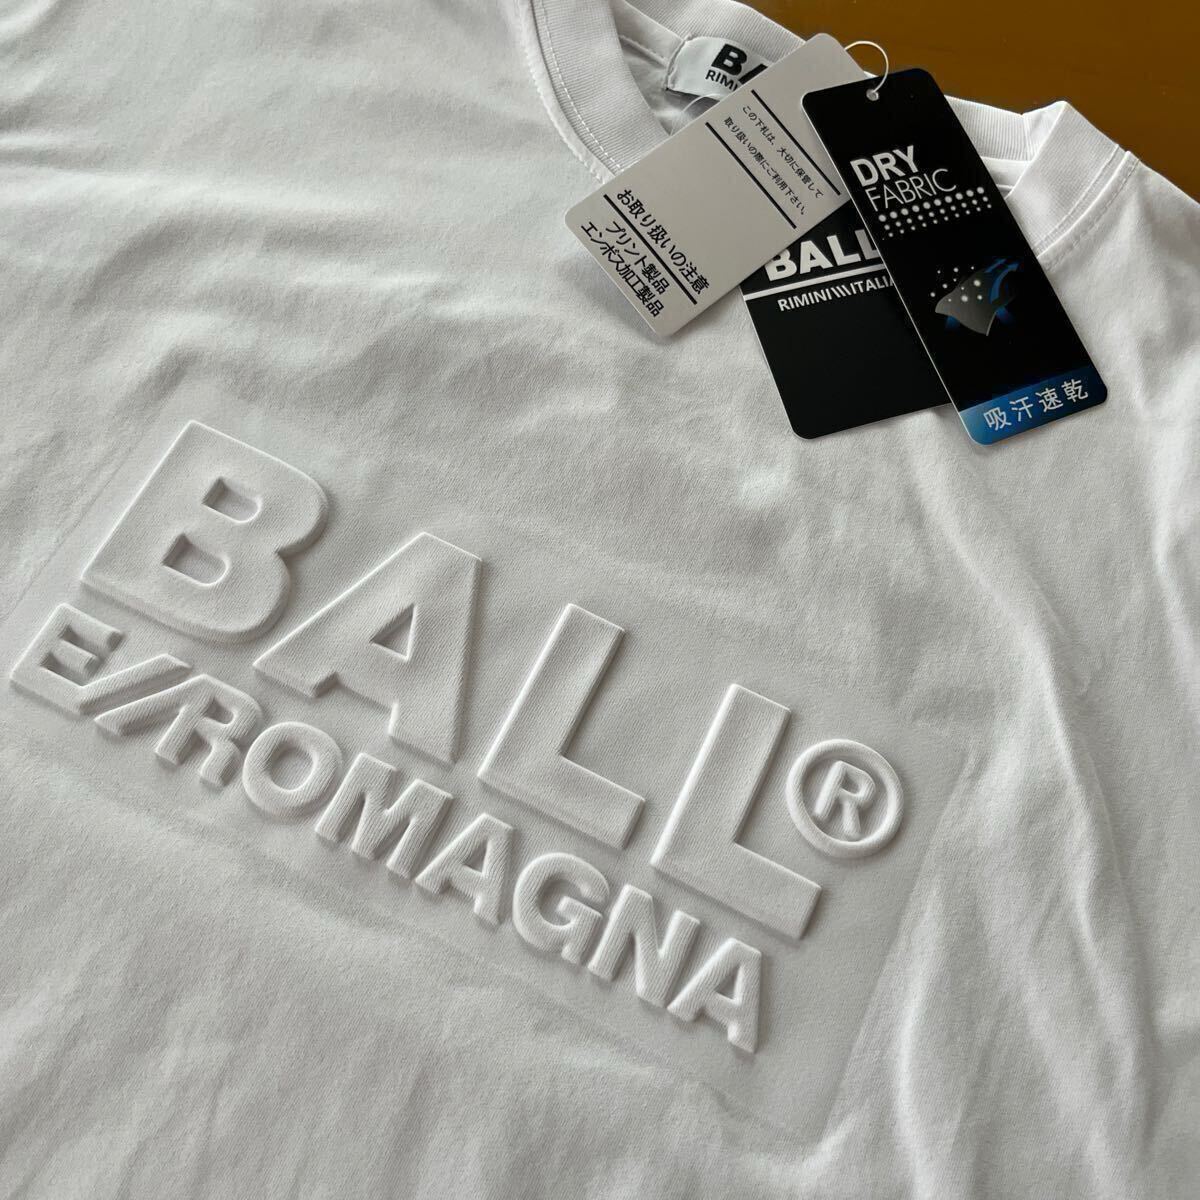 この下札は、大切に保管して
取り扱いの際にご利用下さい。
お取り扱いの注意
プリント製品
エンボス加工製品
BALL
RIMINI\\\ITALIA
DRY
FABRIC
吸汗速乾
BALL®
E//ROMAGNA